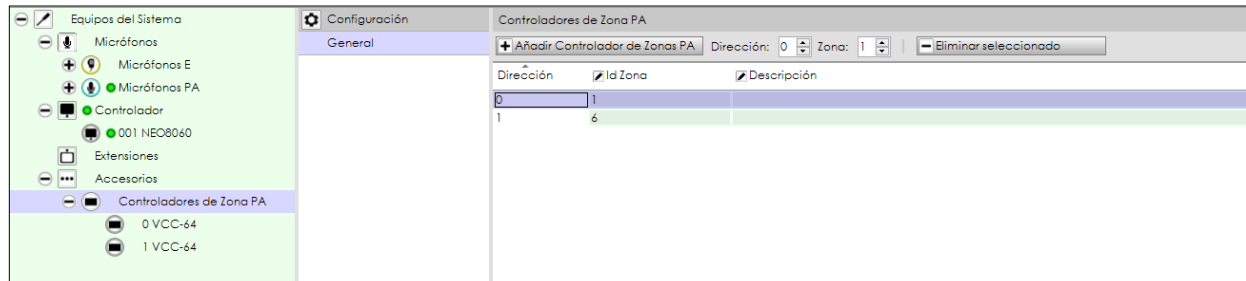 Equipos del Sistema
Micrófonos
Micrófonos E
Micrófonos PA
Controlador
001 NEO8060
Extensiones
Accesorios
Controladores de Zona PA
0 VCC-64
1 VCC-64
Configuración
General
Controladores de Zona PA
Añadir Controlador de Zonas PA Dirección: 0 Zona: 1 Eliminar seleccionado
Dirección Id Zona Descripción
0 1
1 6